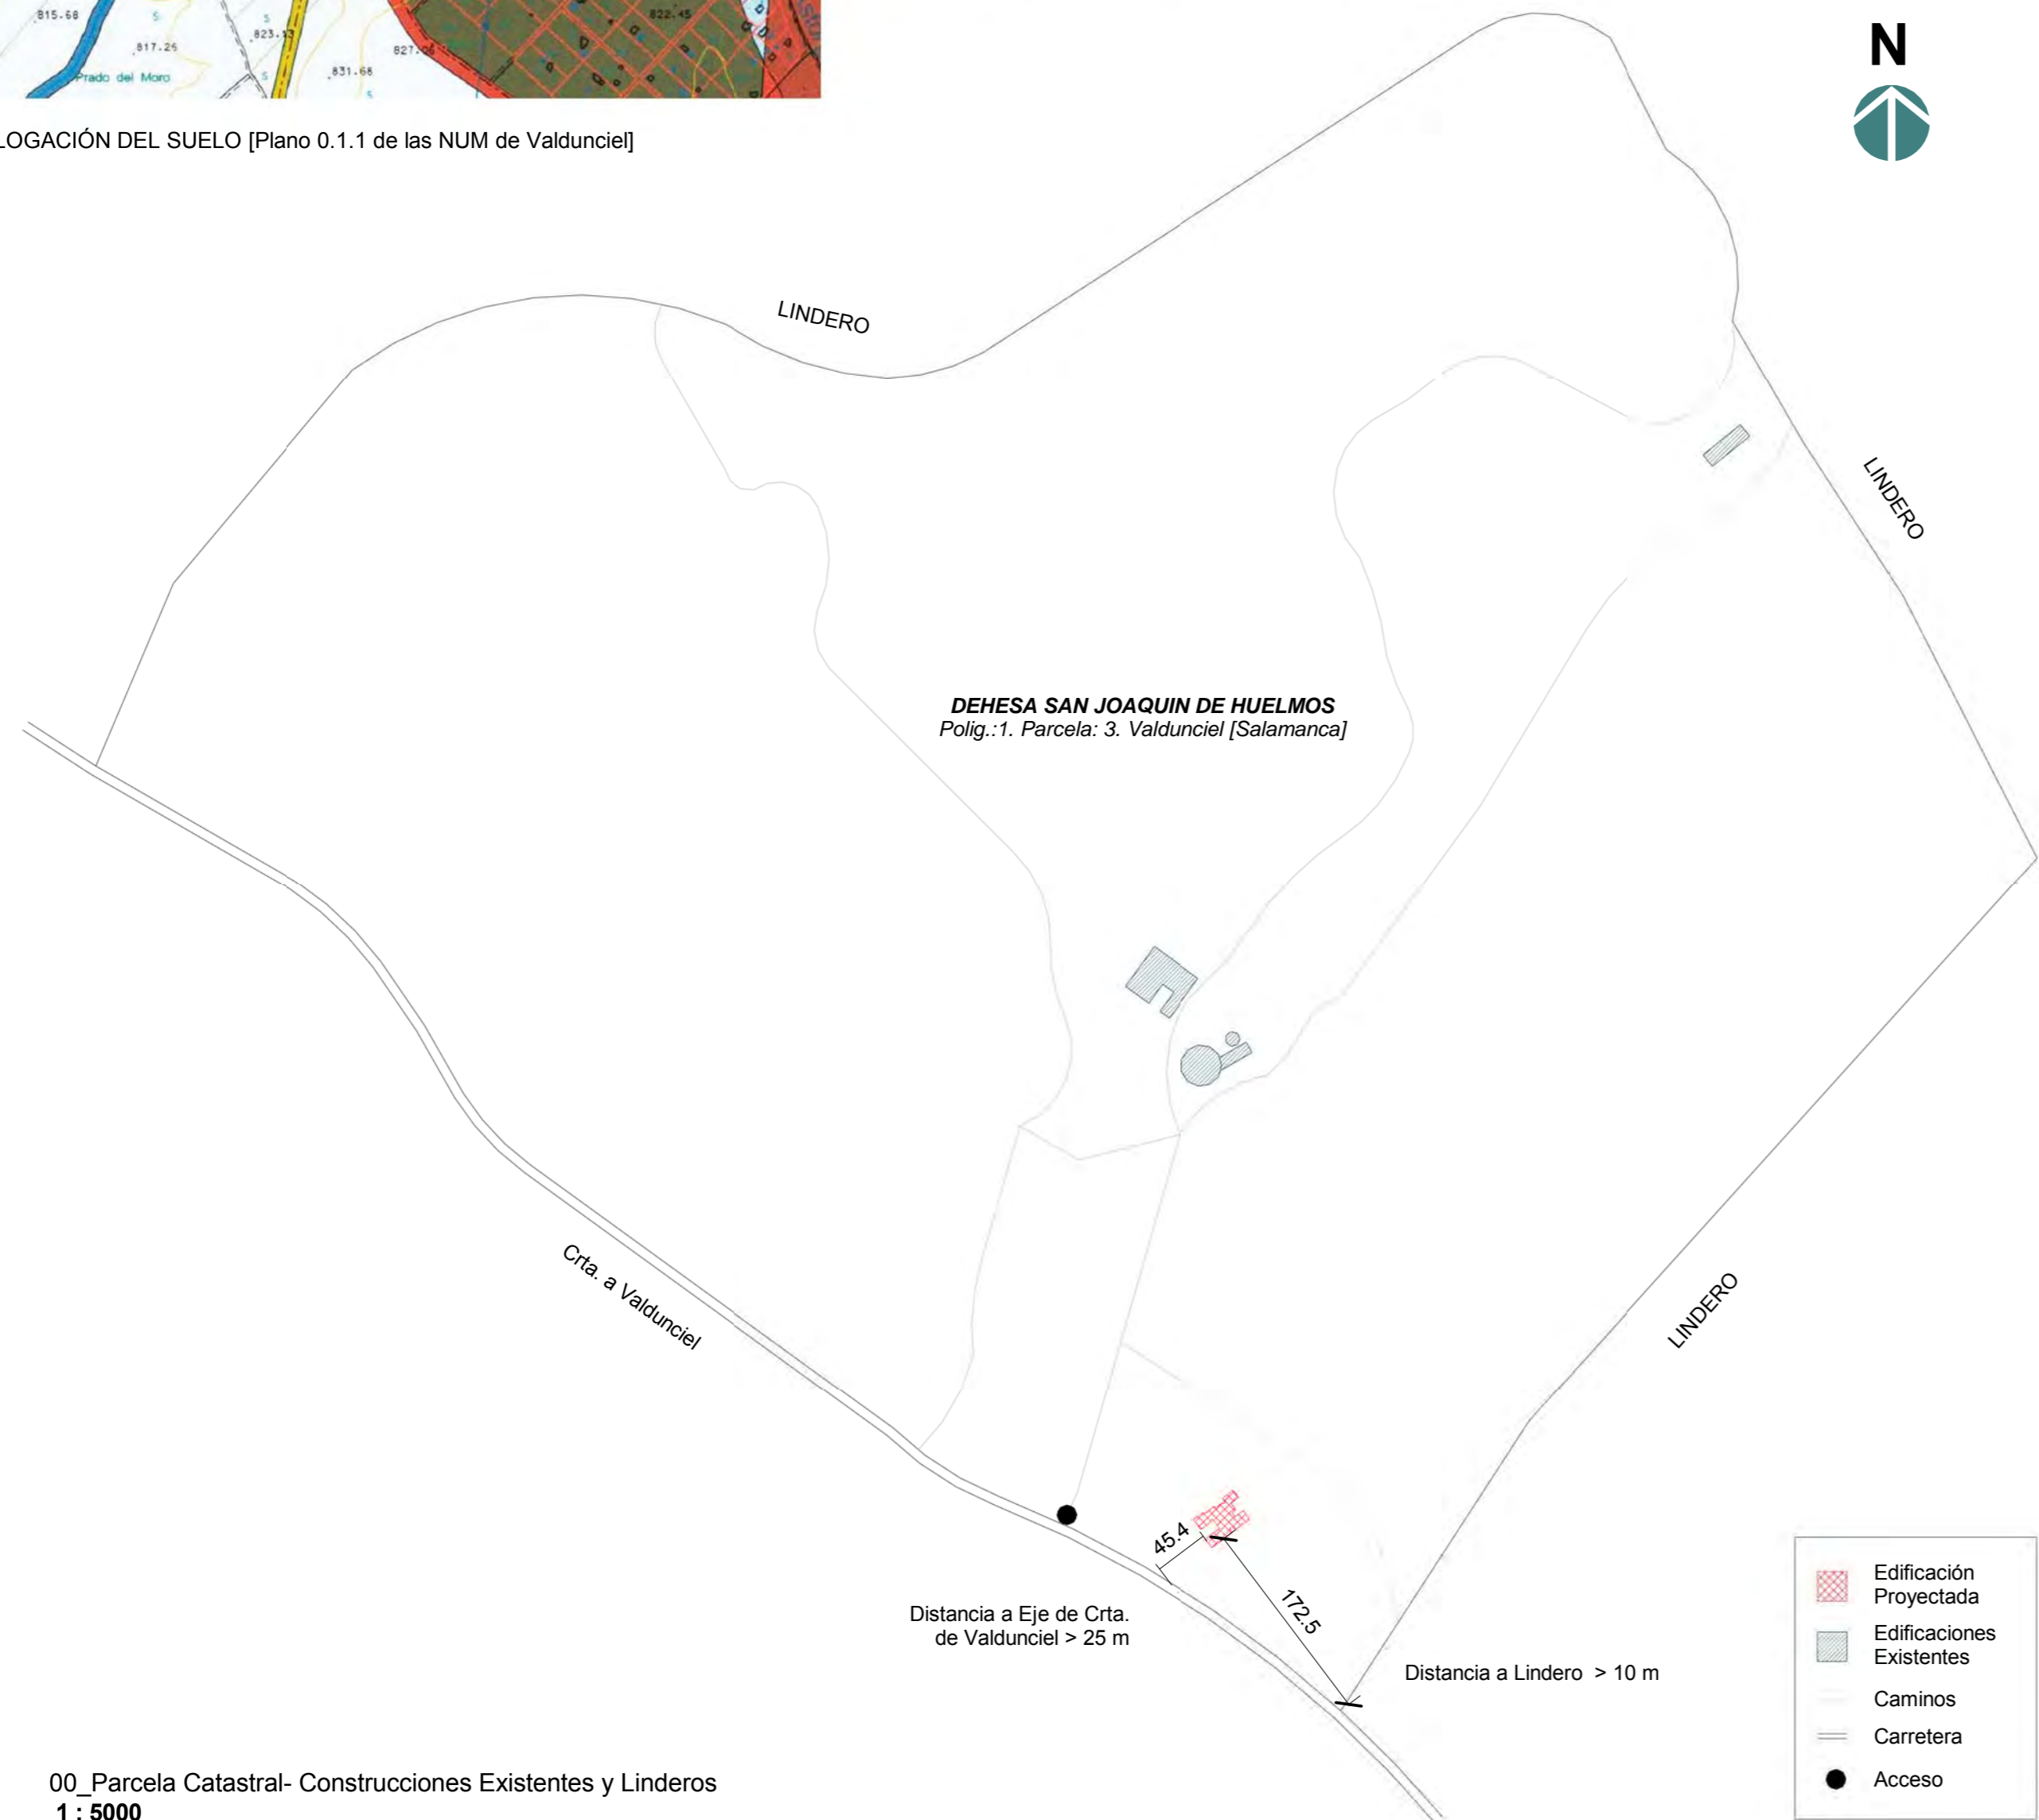 815.68
S
817.26
S
823.13
S
827.06
831.68
S
822.45
Prado del Moro
LOGACIÓN DEL SUELO [Plano 0.1.1 de las NUM de Valdunciel]
N
LINDERO
LINDERO
DEHESA SAN JOAQUIN DE HUELMOS
Polig.:1. Parcela: 3. Valdunciel [Salamanca]
Crta. a Valdunciel
LINDERO
45.4
172.5
Distancia a Eje de Crta.
de Valdunciel > 25 m
Distancia a Lindero > 10 m
Edificación
Proyectada
Edificaciones
Existentes
Caminos
Carretera
Acceso
00_Parcela Catastral- Construcciones Existentes y Linderos
1 : 5000